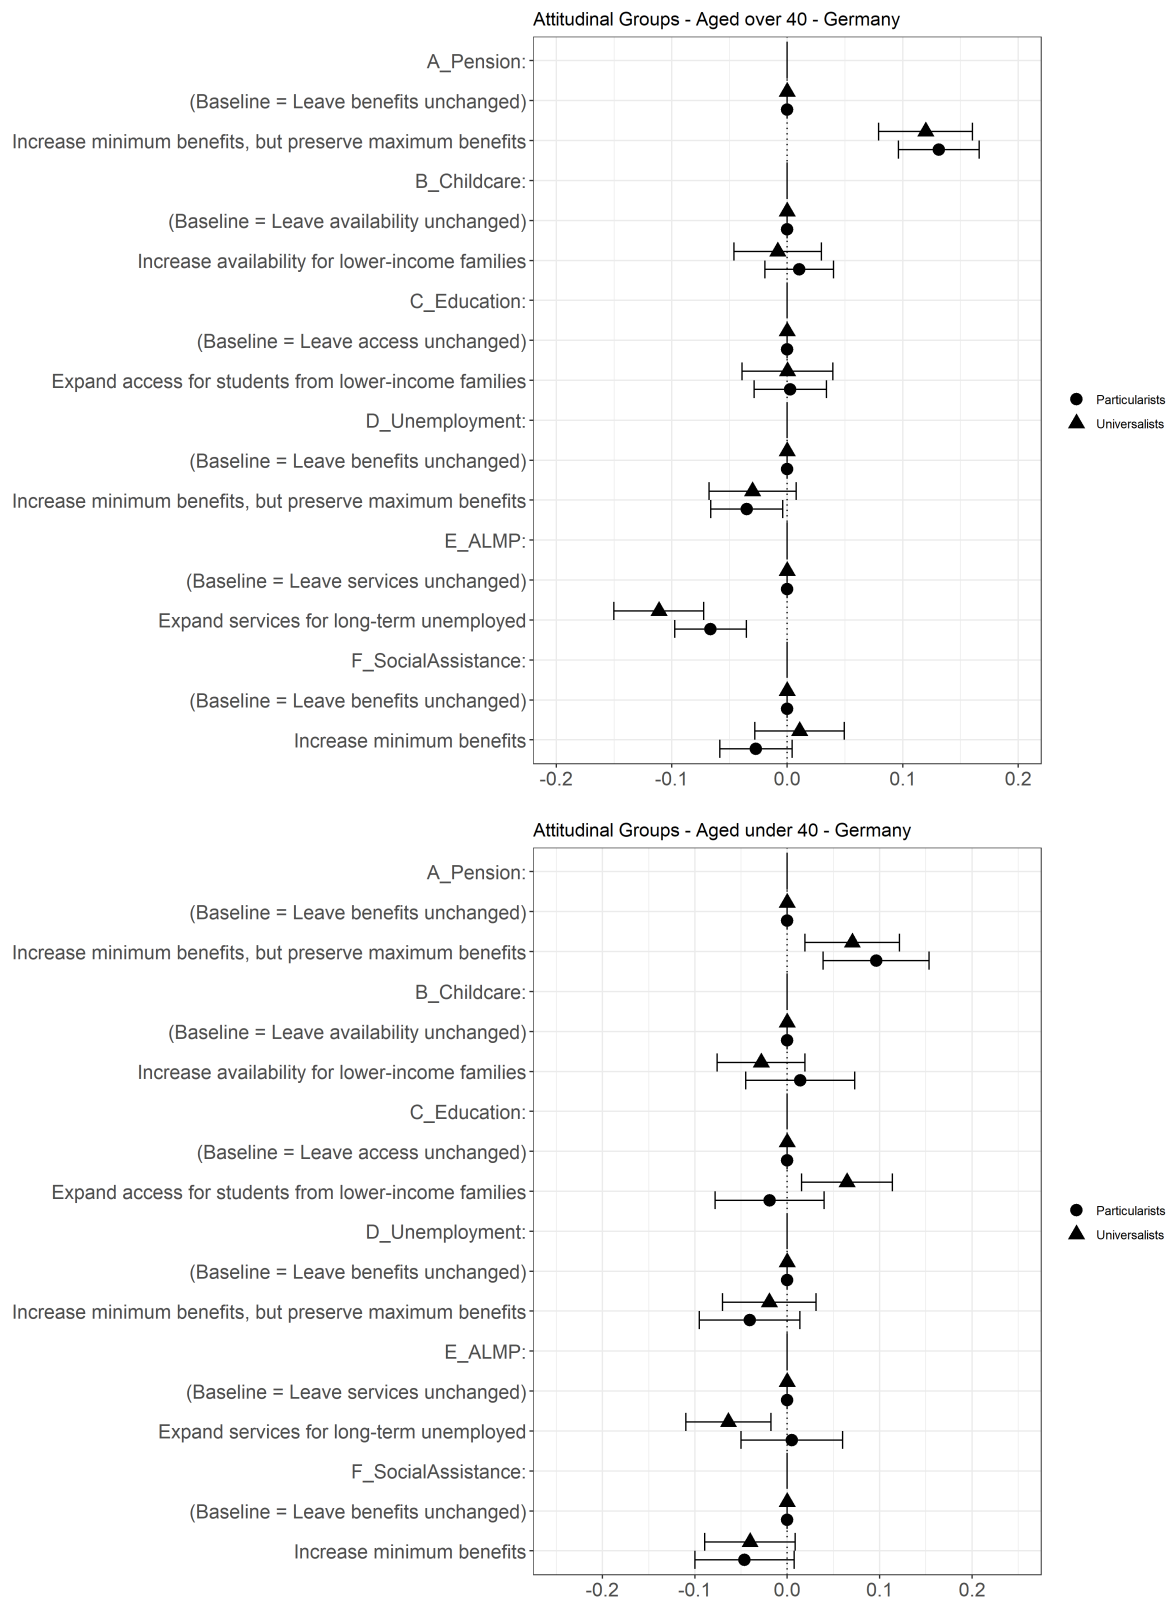 Attitudinal Groups - Aged over 40 - Germany
A_Pension:
(Baseline = Leave benefits unchanged)
Increase minimum benefits, but preserve maximum benefits
B_Childcare:
(Baseline = Leave availability unchanged)
Increase availability for lower-income families
C_Education:
(Baseline = Leave access unchanged)
Expand access for students from lower-income families
D_Unemployment:
(Baseline = Leave benefits unchanged)
Increase minimum benefits, but preserve maximum benefits
E_ALMP:
(Baseline = Leave services unchanged)
Expand services for long-term unemployed
F_SocialAssistance:
(Baseline = Leave benefits unchanged)
Increase minimum benefits
-0.2 -0.1 0.0 0.1 0.2
Particularists
Universalists
Attitudinal Groups - Aged under 40 - Germany
A_Pension:
(Baseline = Leave benefits unchanged)
Increase minimum benefits, but preserve maximum benefits
B_Childcare:
(Baseline = Leave availability unchanged)
Increase availability for lower-income families
C_Education:
(Baseline = Leave access unchanged)
Expand access for students from lower-income families
D_Unemployment:
(Baseline = Leave benefits unchanged)
Increase minimum benefits, but preserve maximum benefits
E_ALMP:
(Baseline = Leave services unchanged)
Expand services for long-term unemployed
F_SocialAssistance:
(Baseline = Leave benefits unchanged)
Increase minimum benefits
-0.2 -0.1 0.0 0.1 0.2
Particularists
Universalists